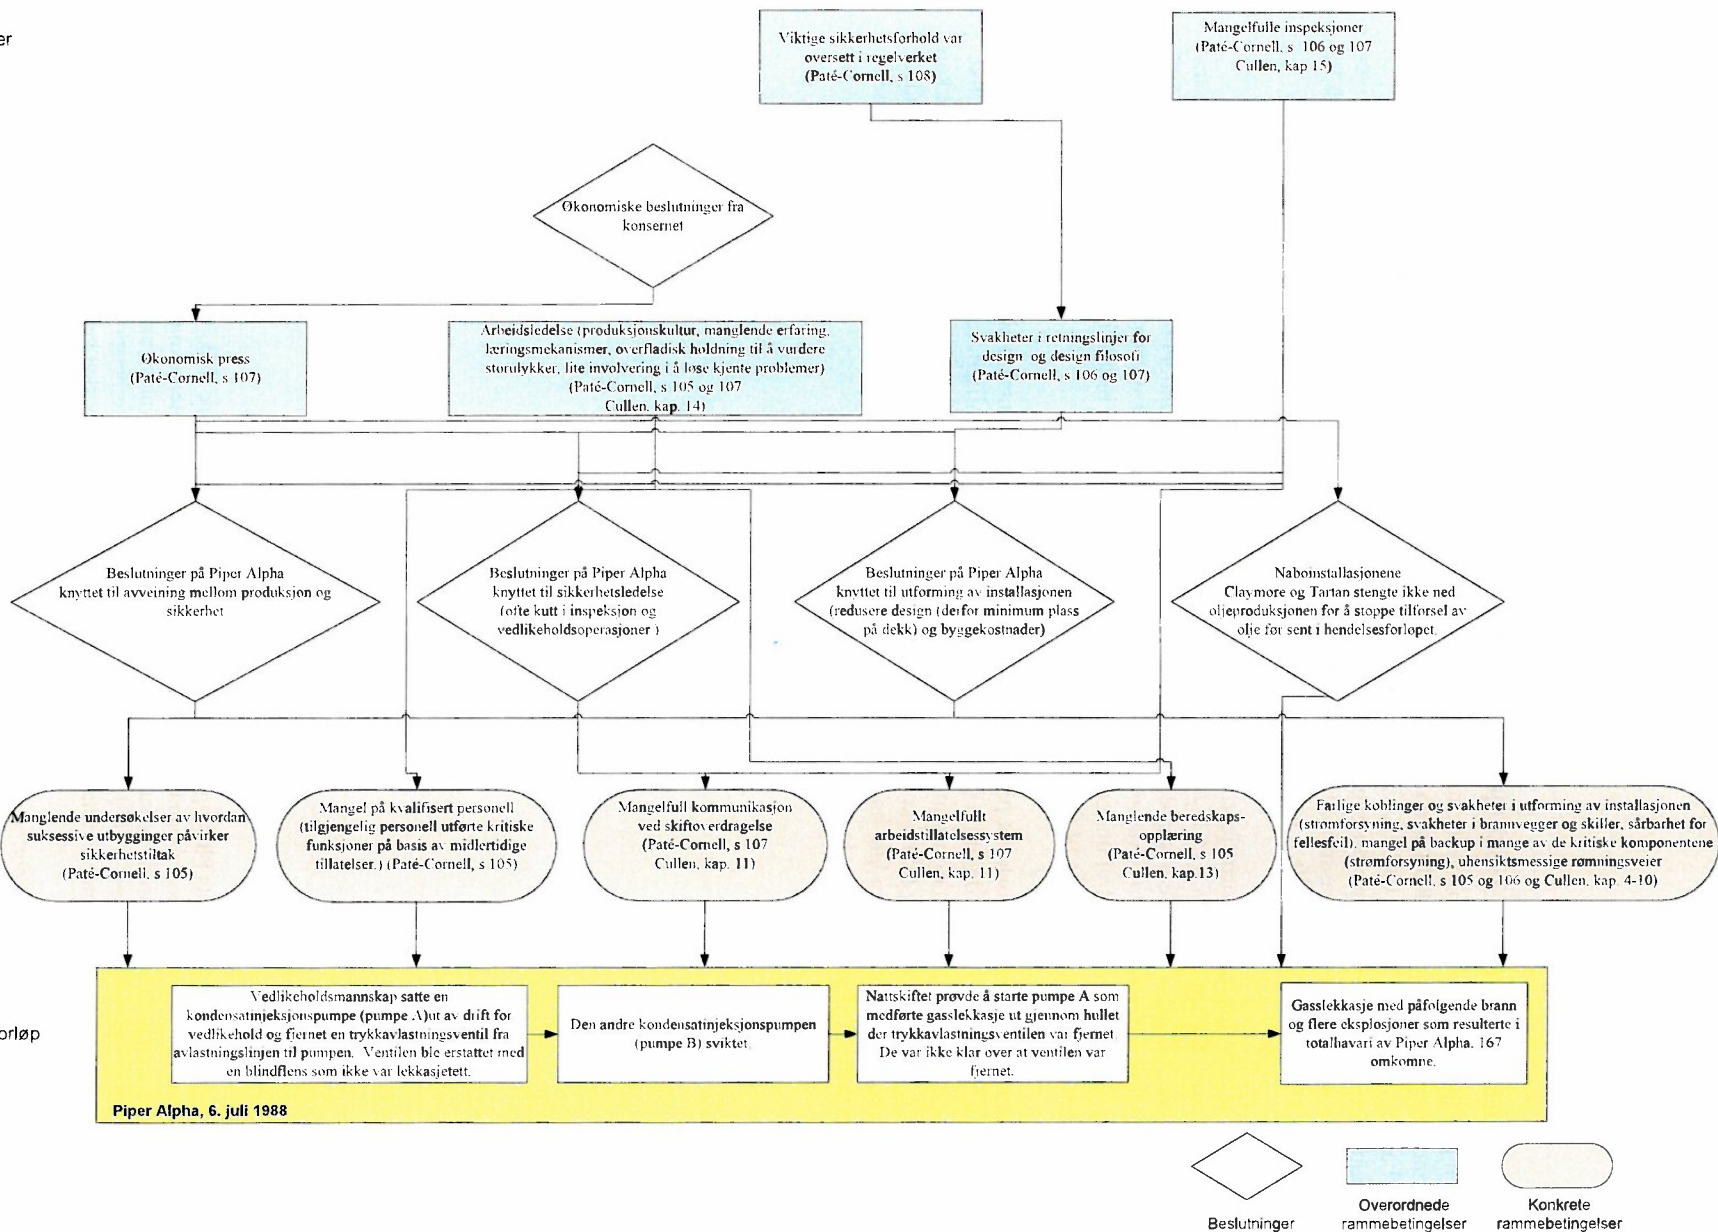 er
Viktige sikkerhetsforhold var
oversett i regelverket
(Paté-Cornell, s 108)
Mangelfulle inspeksjoner
(Paté-Cornell, s 106 og 107
Cullen, kap 15)
Økonomiske beslutninger fra
konsernet
Økonomisk press
(Paté-Cornell, s 107)
Arbeidsledelse (produksjonskultur, manglende erfaring,
læringsmekanismer, overfladisk holdning til å vurdere
storulykker, lite involvering i å løse kjente problemer)
(Paté-Cornell, s 105 og 107
Cullen, kap. 14)
Svakheter i retningslinjer for
design og design filosofi
(Paté-Cornell, s 106 og 107)
Beslutninger på Piper Alpha
knyttet til avveining mellom produksjon og
sikkerhet
Beslutninger på Piper Alpha
knyttet til sikkerhetsledelse
(ofte kutt i inspeksjon og
vedlikeholdsoperasjoner )
Beslutninger på Piper Alpha
knyttet til utforming av installasjonen
(redusere design (derfor minimum plass
på dekk) og byggekostnader)
Naboinstallasjonene
Claymore og Tartan stengte ikke ned
oljeproduksjonen for å stoppe tilførsel av
olje før sent i hendelsesforløpet.
Manglende undersøkelser av hvordan
suksessive utbygginger påvirker
sikkerhetstiltak
(Paté-Cornell, s 105)
Mangel på kvalifisert personell
(tilgjengelig personell utførte kritiske
funksjoner på basis av midlertidige
tillatelser.) (Paté-Cornell, s 105)
Mangelfull kommunikasjon
ved skiftoverdragelse
(Paté-Cornell, s 107
Cullen, kap. 11)
Mangelfullt
arbeidstillatelsessystem
(Paté-Cornell, s 107
Cullen, kap. 11)
Manglende beredskaps-
opplæring
(Paté-Cornell, s 105
Cullen, kap.13)
Farlige koblinger og svakheter i utforming av installasjonen
(strømforsyning, svakheter i brannvegger og skiller, sårbarhet for
fellesfeil), mangel på backup i mange av de kritiske komponentene
(strømforsyning), uhensiktsmessige rømningsveier
(Paté-Cornell, s 105 og 106 og Cullen, kap. 4-10)
orløp
Vedlikeholdsmannskap satte en
kondensatinjeksjonspumpe (pumpe A)ut av drift for
vedlikehold og fjernet en trykkavlastningsventil fra
avlastningslinjen til pumpen. Ventilen ble erstattet med
en blindflens som ikke var lekkasjetett.
Den andre kondensatinjeksjonspumpen
(pumpe B) sviktet.
Nattskiftet prøvde å starte pumpe A som
medførte gasslekkasje ut gjennom hullet
der trykkavlastningsventilen var fjernet.
De var ikke klar over at ventilen var
fjernet.
Gasslekkasje med påfølgende brann
og flere eksplosjoner som resulterte i
totalhavari av Piper Alpha. 167
omkomne.
Piper Alpha, 6. juli 1988
Beslutninger
Overordnede
rammebetingelser
Konkrete
rammebetingelser